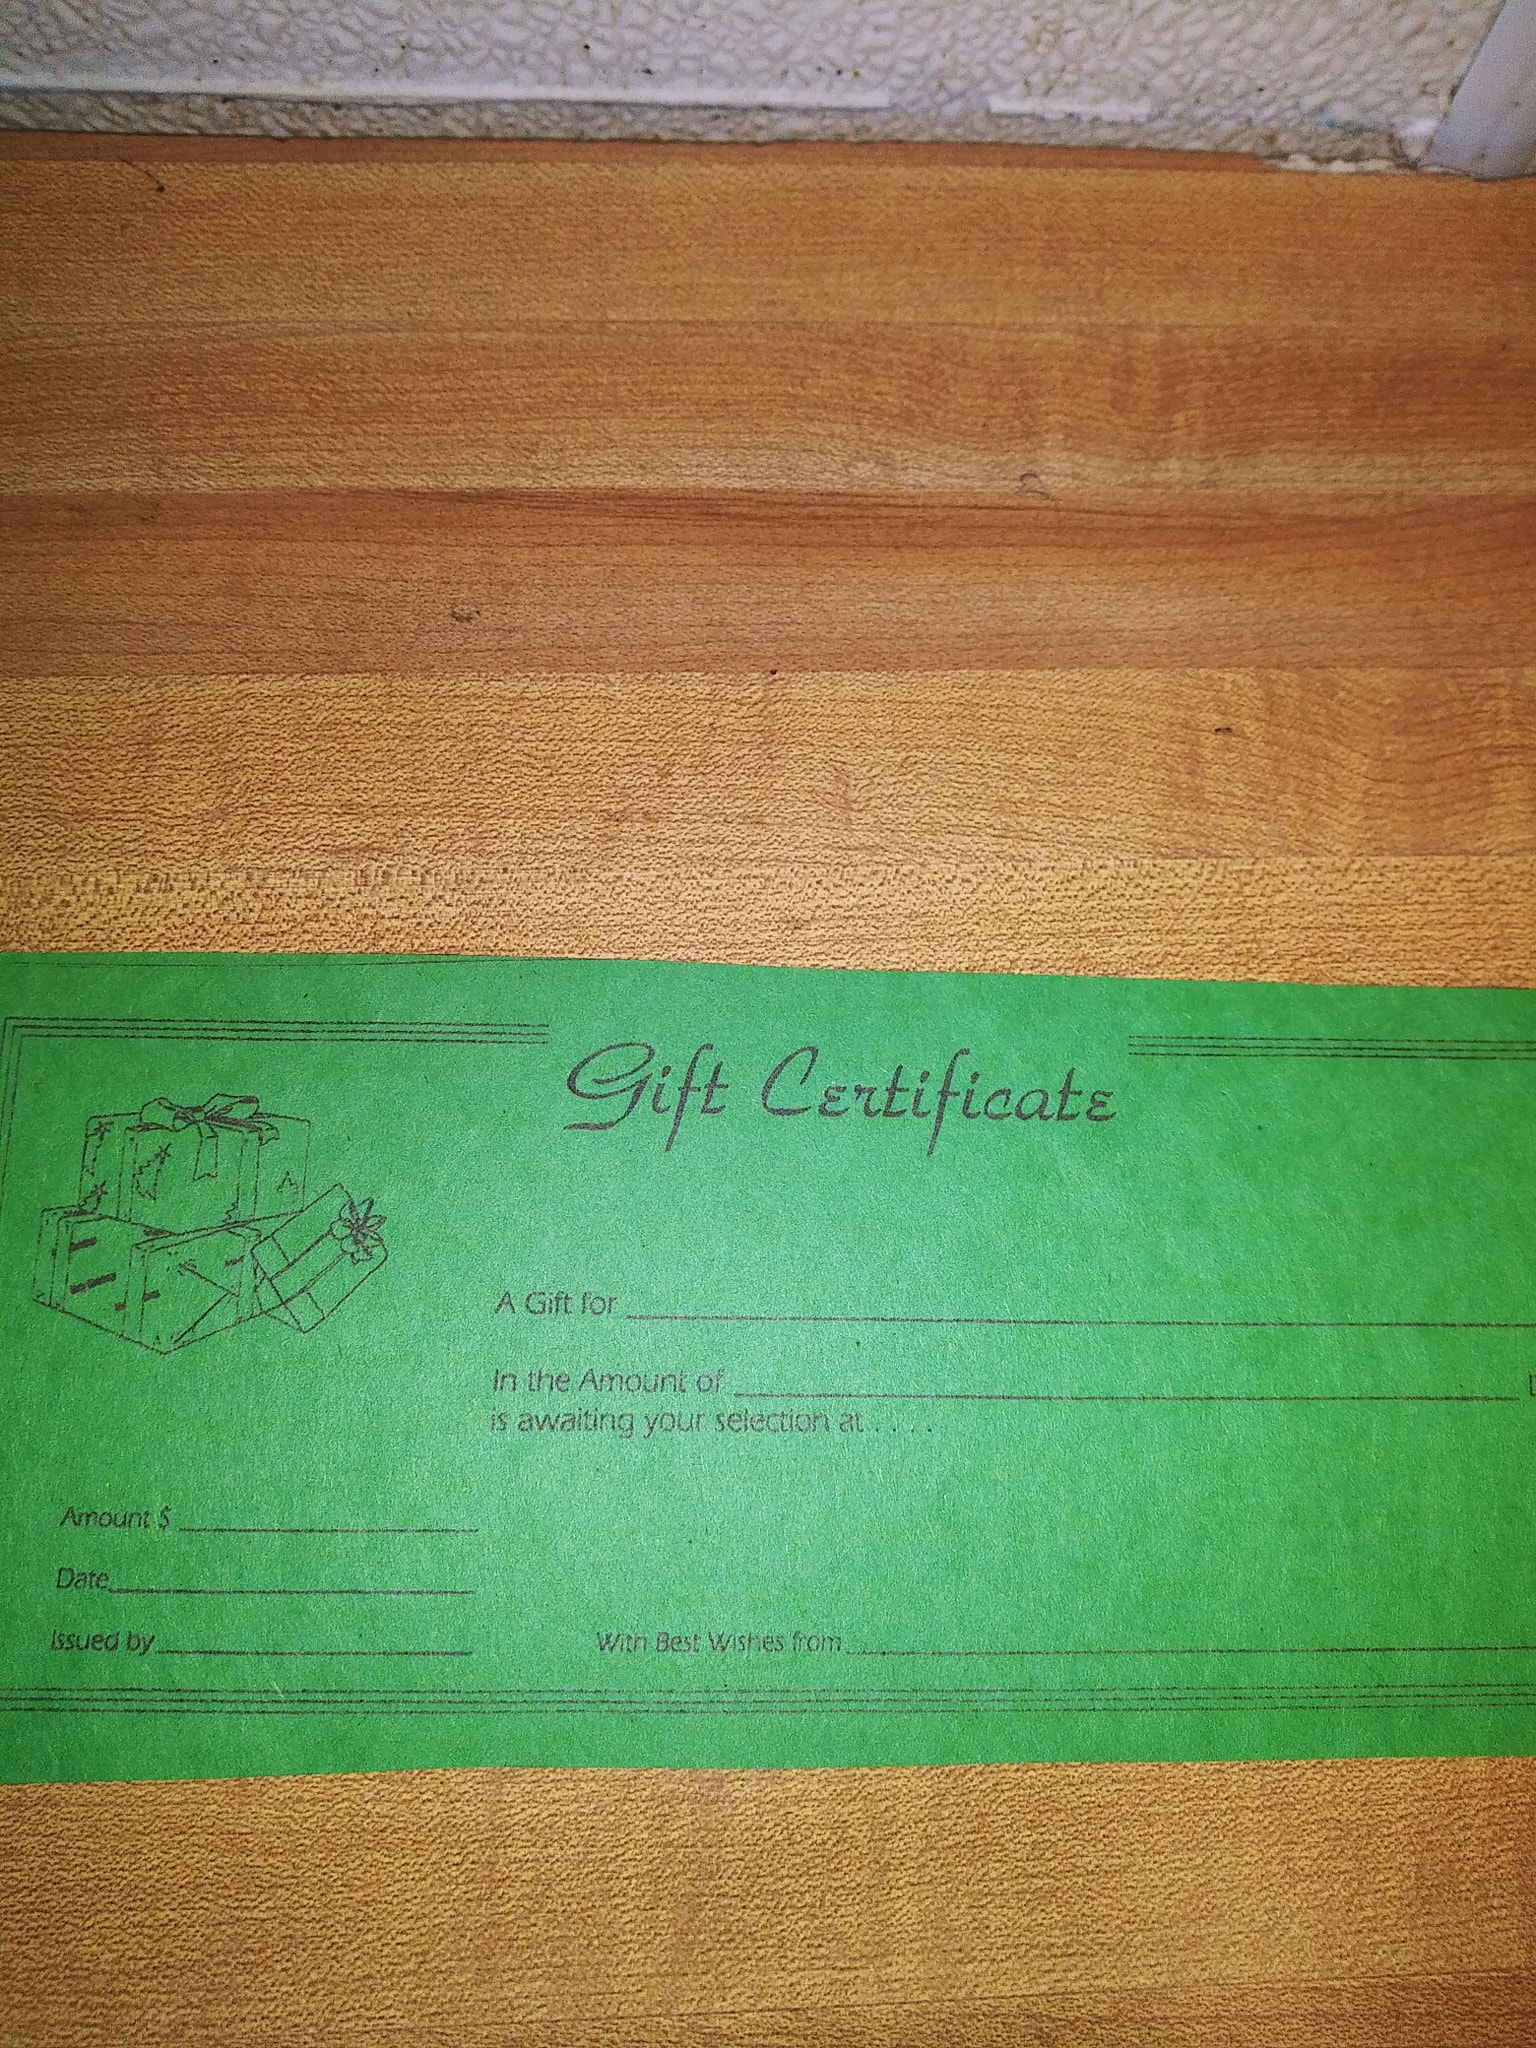 Gift Certificate
A Gift for
In the Amount of
is awaiting your selection at . . . .
Amount $
Date
Issued by
With Best Wishes from